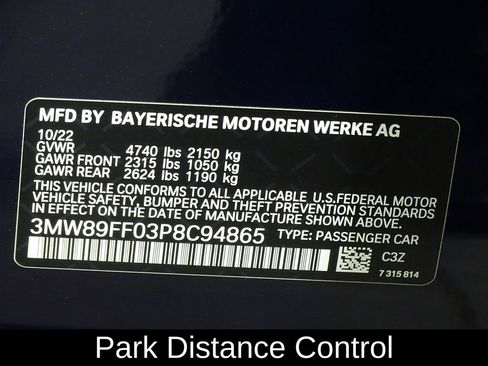 MFD BY BAYERISCHE MOTOREN WERKE AG
10/22
GVWR 4740 lbs 2150 kg
GAWR FRONT 2315 lbs 1050 kg
GAWR REAR 2624 lbs 1190 kg
THIS VEHICLE CONFORMS TO ALL APPLICABLE U.S.FEDERAL MOTOR
VEHICLE SAFETY, BUMPER, AND THEFT PREVENTION STANDARDS
IN EFFECT ON THE DATE OF MANUFACTURE SHOWN ABOVE.
3MW89FF03P8C94865 TYPE: PASSENGER CAR
C3Z
7 315 814
Park Distance Control